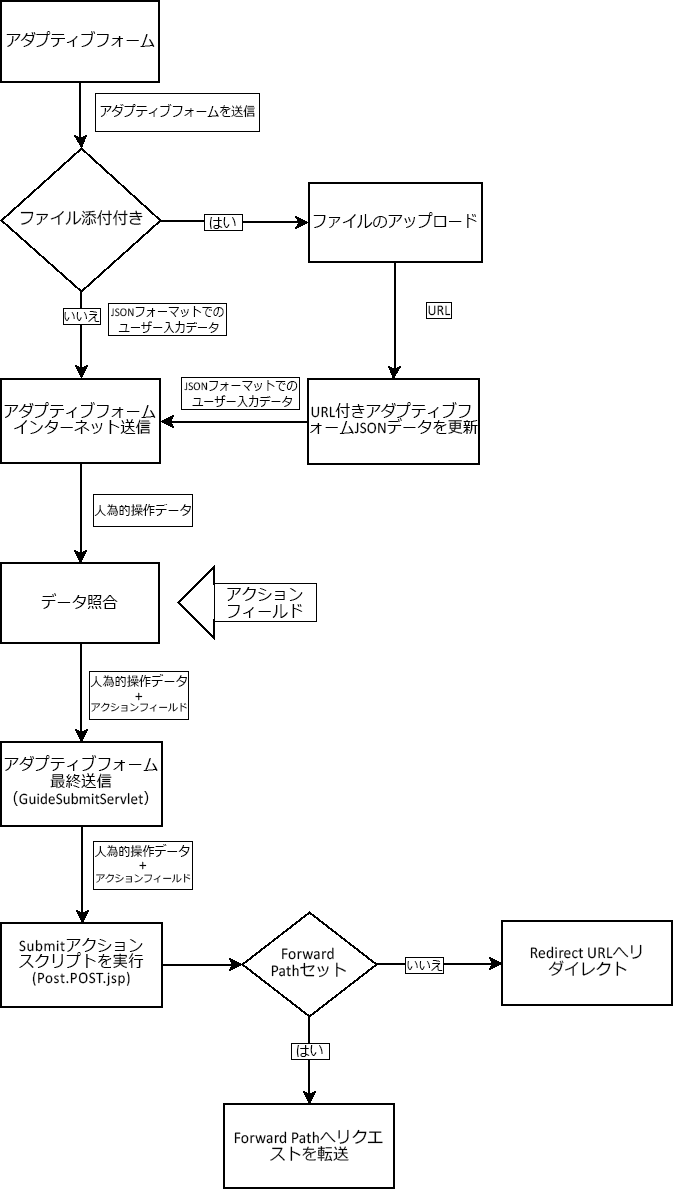 アダプティブフォーム
アダプティブフォームを送信
ファイル添付付き
はい
ファイルのアップロード
いいえ
JSONフォーマットでの
ユーザー入力データ
URL
アダプティブフォーム
インターネット送信
JSONフォーマットでの
ユーザー入力データ
URL付きアダプティブフ
ォームJSONデータを更新
人為的操作データ
データ照合
アクション
フィールド
人為的操作データ
+
アクションフィールド
アダプティブフォーム
最終送信
（GuideSubmitServlet）
人為的操作データ
+
アクションフィールド
Submitアクション
スクリプトを実行
(Post.POST.jsp)
Forward
Pathセット
いいえ
Redirect URLへリ
ダイレクト
はい
Forward Pathへリクエ
ストを転送